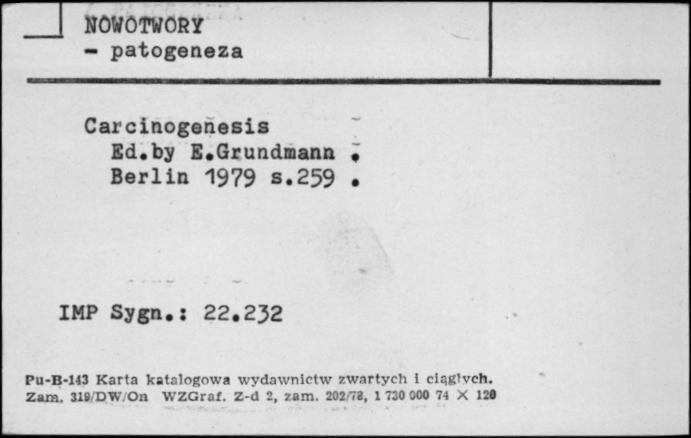 NOWOTWORY
- patogeneza
Carcinogenesis
Ed.by E.Grundmann .
Berlin 1979 s.259 .
IMP Sygn.: 22.232
Pu-B-143 Karta katalogowa wydawnictw zwartych i ciągłych.
Zam. 319/DW/On WZGraf. Z-d 2, zam. 202/78, 1 730 000 74 X 120